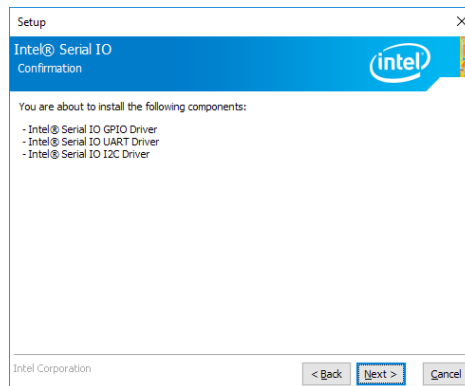 Setup
Intel® Serial IO
Confirmation
intel
You are about to install the following components:
- Intel® Serial IO GPIO Driver
- Intel® Serial IO UART Driver
- Intel® Serial IO I2C Driver
Intel Corporation
< Back
Next >
Cancel